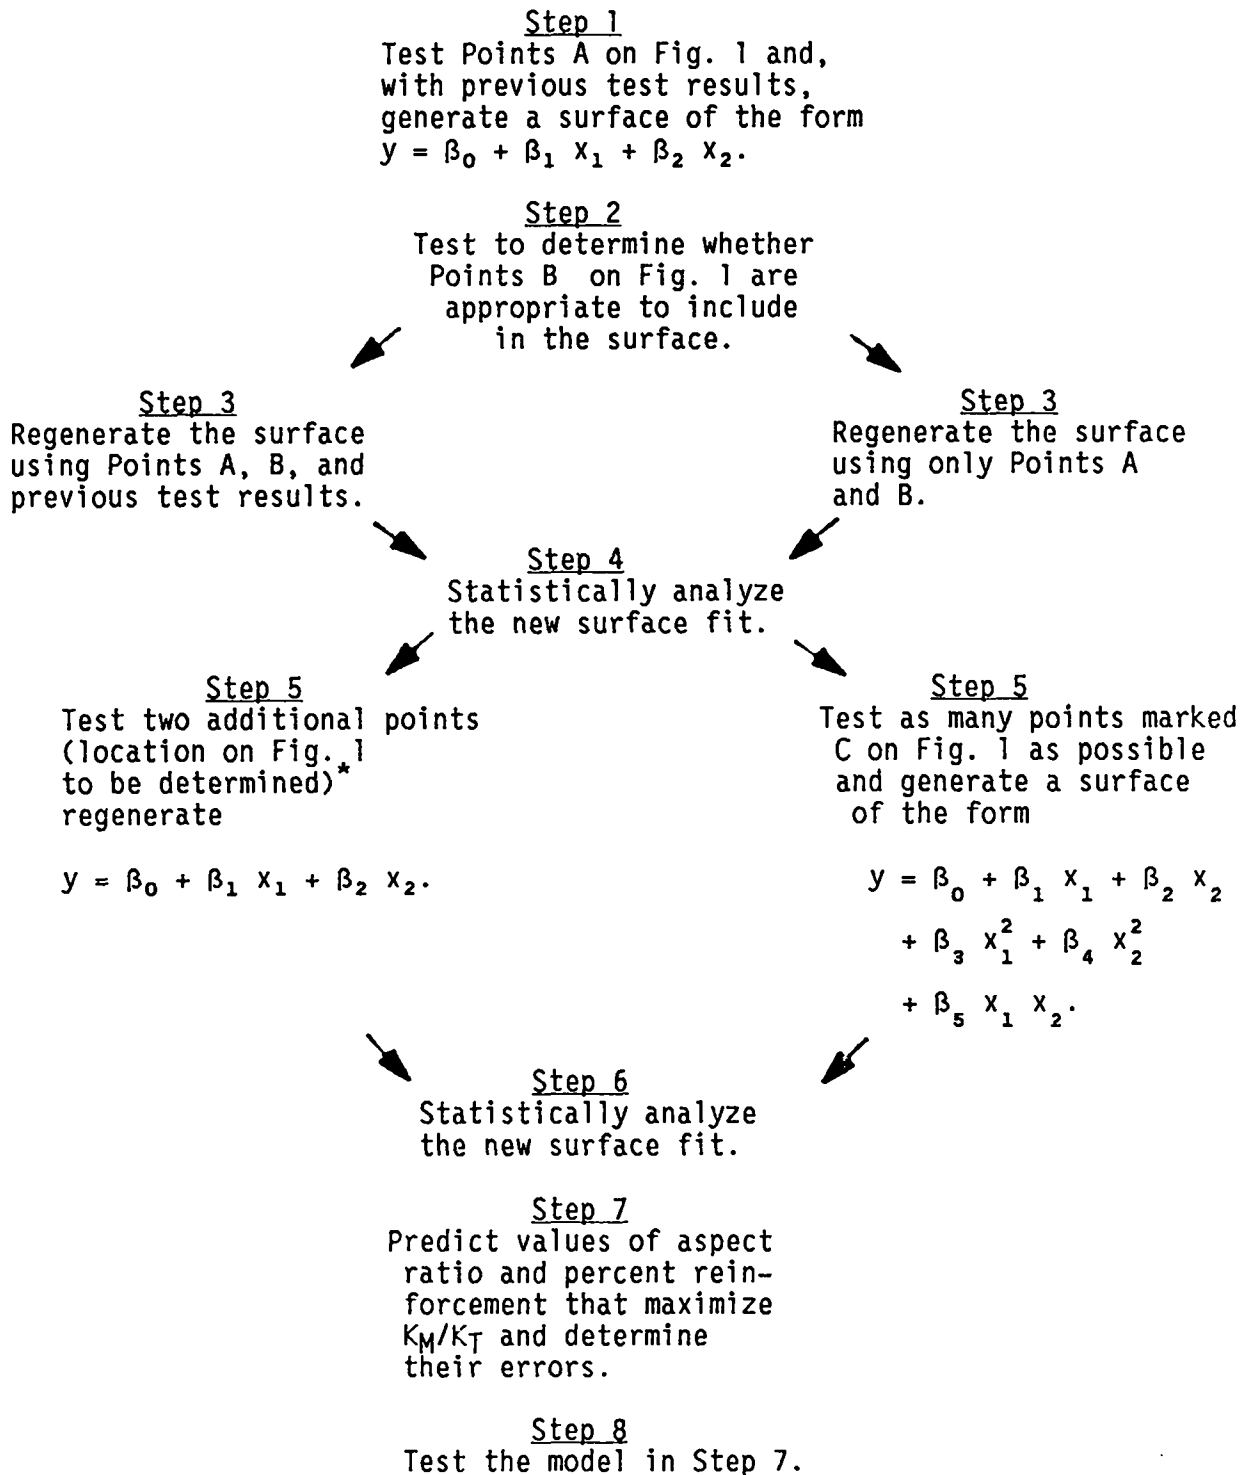 Step 1
Test Points A on Fig. 1 and,
with previous test results,
generate a surface of the form
y = β₀ + β₁ x₁ + β₂ x₂.
Step 2
Test to determine whether
Points B on Fig. 1 are
appropriate to include
in the surface.
Step 3
Regenerate the surface
using Points A, B, and
previous test results.
Step 3
Regenerate the surface
using only Points A
and B.
Step 4
Statistically analyze
the new surface fit.
Step 5
Test two additional points
(location on Fig. 1
to be determined)*
regenerate
y = β₀ + β₁ x₁ + β₂ x₂.
Step 5
Test as many points marked
C on Fig. 1 as possible
and generate a surface
of the form
y = β₀ + β₁ x₁ + β₂ x₂
+ β₃ x₁² + β₄ x₂²
+ β₅ x₁ x₂.
Step 6
Statistically analyze
the new surface fit.
Step 7
Predict values of aspect
ratio and percent rein-
forcement that maximize
K_M/K_T and determine
their errors.
Step 8
Test the model in Step 7.